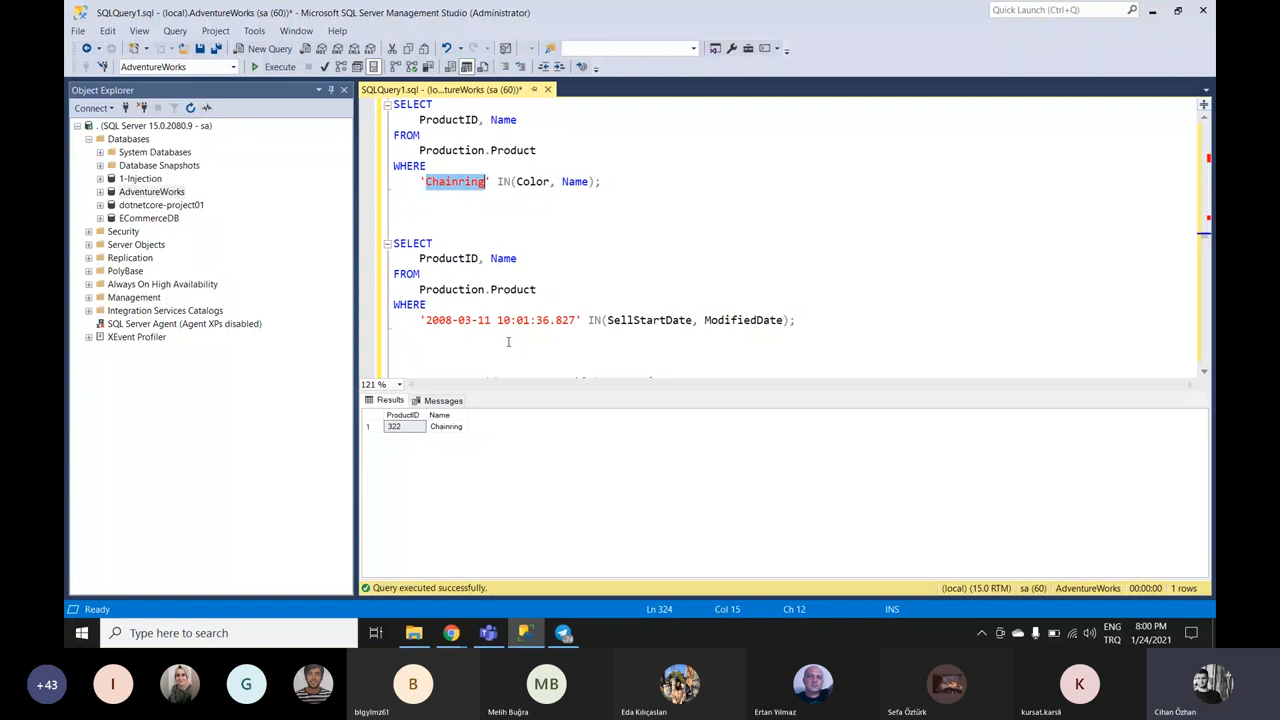 SQLQuery1.sql - (local).AdventureWorks (sa (60))* - Microsoft SQL Server Management Studio (Administrator)
Quick Launch (Ctrl+Q)
File Edit View Query Project Tools Window Help
New Query
AdventureWorks
Execute
Object Explorer
SQLQuery1.sql - (lo...tureWorks (sa (60))*
Connect
. (SQL Server 15.0.2080.9 - sa)
Databases
System Databases
Database Snapshots
1-Injection
AdventureWorks
dotnetcore-project01
ECommerceDB
Security
Server Objects
Replication
PolyBase
Always On High Availability
Management
Integration Services Catalogs
SQL Server Agent (Agent XPs disabled)
XEvent Profiler
SELECT
ProductID, Name
FROM
Production.Product
WHERE
'Chainring' IN(Color, Name);
SELECT
ProductID, Name
FROM
Production.Product
WHERE
'2008-03-11 10:01:36.827' IN(SellStartDate, ModifiedDate);
121 %
Results Messages
ProductID Name
1 322 Chainring
Query executed successfully.
(local) (15.0 RTM) sa (60) AdventureWorks 00:00:00 1 rows
Ready
Ln 324 Col 15 Ch 12 INS
Type here to search
ENG
TRQ
8:00 PM
1/24/2021
+43
I
G
B
MB
K
blgylmz61
Melih Buğra
Eda Kılıçaslan
Ertan Yılmaz
Sefa Öztürk
kursat.karsli
Cihan Özhan